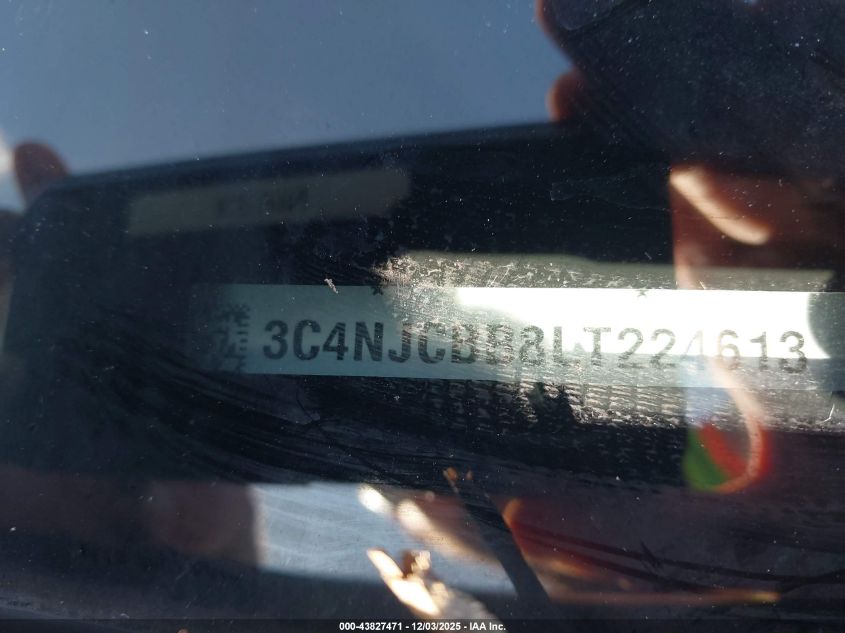 3C4NJCBB8LT224613
000-43827471 - 12/03/2025 - IAA Inc.